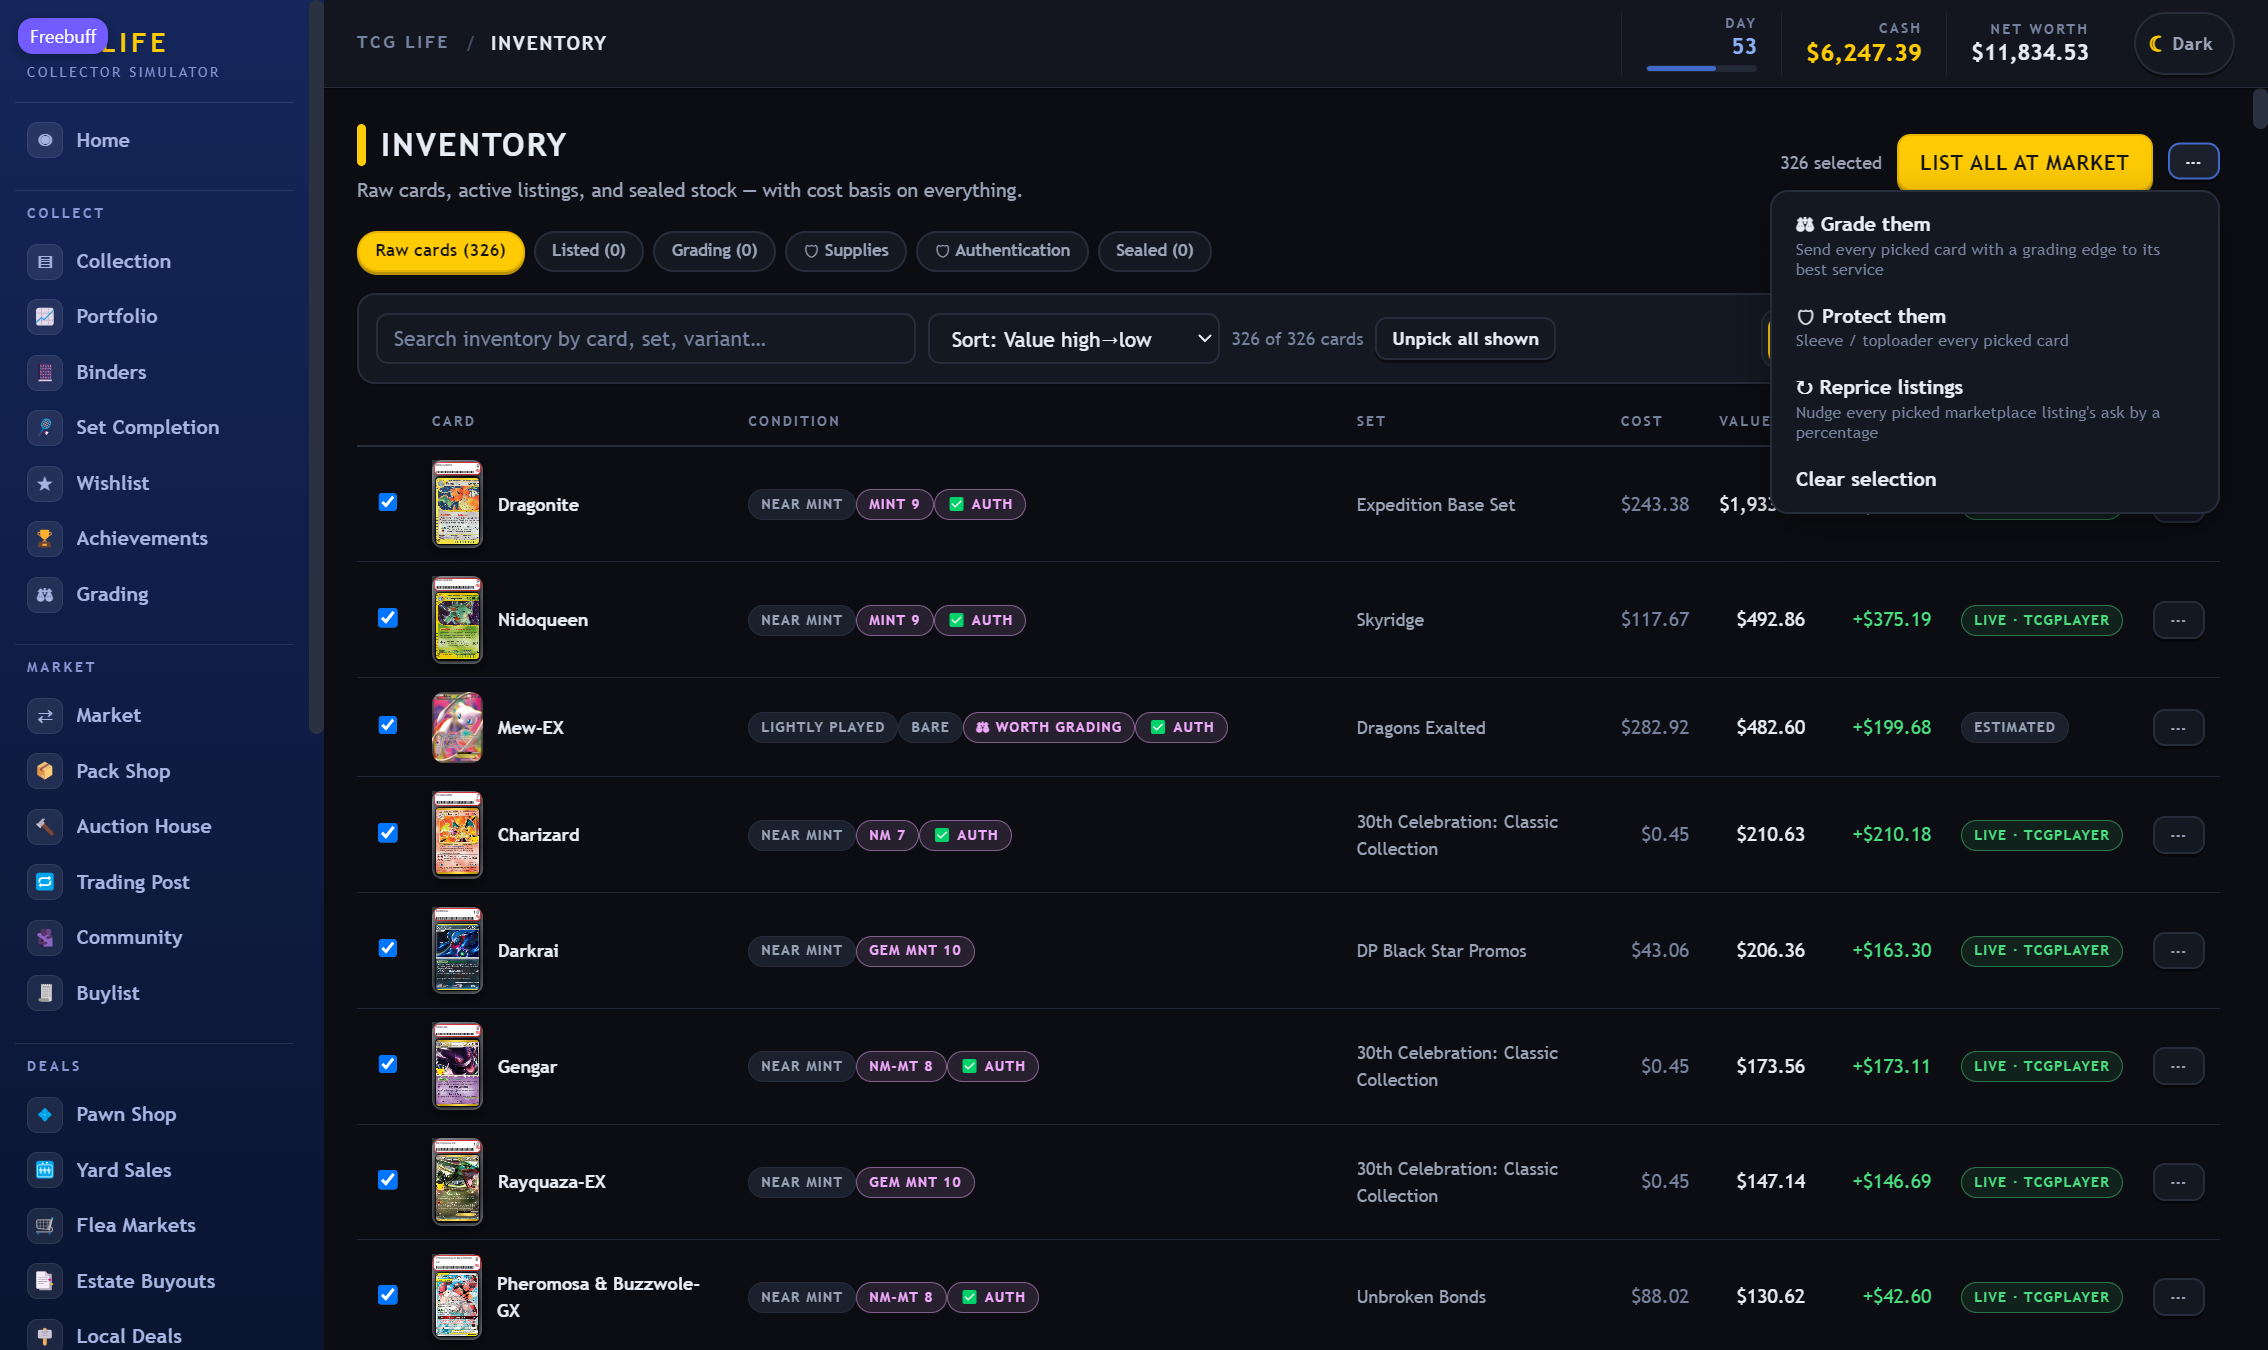 Freebuff
LIFE
COLLECTOR SIMULATOR
Home
COLLECT
Collection
Portfolio
Binders
Set Completion
Wishlist
Achievements
Grading
MARKET
Market
Pack Shop
Auction House
Trading Post
Community
Buylist
DEALS
Pawn Shop
Yard Sales
Flea Markets
Estate Buyouts
Local Deals
TCG LIFE / INVENTORY
DAY
53
CASH
$6,247.39
NET WORTH
$11,834.53
Dark
INVENTORY
Raw cards, active listings, and sealed stock — with cost basis on everything.
326 selected
LIST ALL AT MARKET
...
Grade them
Send every picked card with a grading edge to its
best service
Protect them
Sleeve / toploader every picked card
Reprice listings
Nudge every picked marketplace listing's ask by a
percentage
Clear selection
Raw cards (326)
Listed (0)
Grading (0)
Supplies
Authentication
Sealed (0)
Search inventory by card, set, variant...
Sort: Value high→low
326 of 326 cards
Unpick all shown
CARD CONDITION SET COST VALUE
Dragonite NEAR MINT MINT 9 AUTH Expedition Base Set $243.38 $1,933
Nidoqueen NEAR MINT MINT 9 AUTH Skyridge $117.67 $492.86 +$375.19 LIVE · TCGPLAYER ...
Mew-EX LIGHTLY PLAYED BARE WORTH GRADING AUTH Dragons Exalted $282.92 $482.60 +$199.68 ESTIMATED ...
Charizard NEAR MINT NM 7 AUTH 30th Celebration: Classic
Collection $0.45 $210.63 +$210.18 LIVE · TCGPLAYER ...
Darkrai NEAR MINT GEM MNT 10 DP Black Star Promos $43.06 $206.36 +$163.30 LIVE · TCGPLAYER ...
Gengar NEAR MINT NM-MT 8 AUTH 30th Celebration: Classic
Collection $0.45 $173.56 +$173.11 LIVE · TCGPLAYER ...
Rayquaza-EX NEAR MINT GEM MNT 10 30th Celebration: Classic
Collection $0.45 $147.14 +$146.69 LIVE · TCGPLAYER ...
Pheromosa & Buzzwole-
GX NEAR MINT NM-MT 8 AUTH Unbroken Bonds $88.02 $130.62 +$42.60 LIVE · TCGPLAYER ...